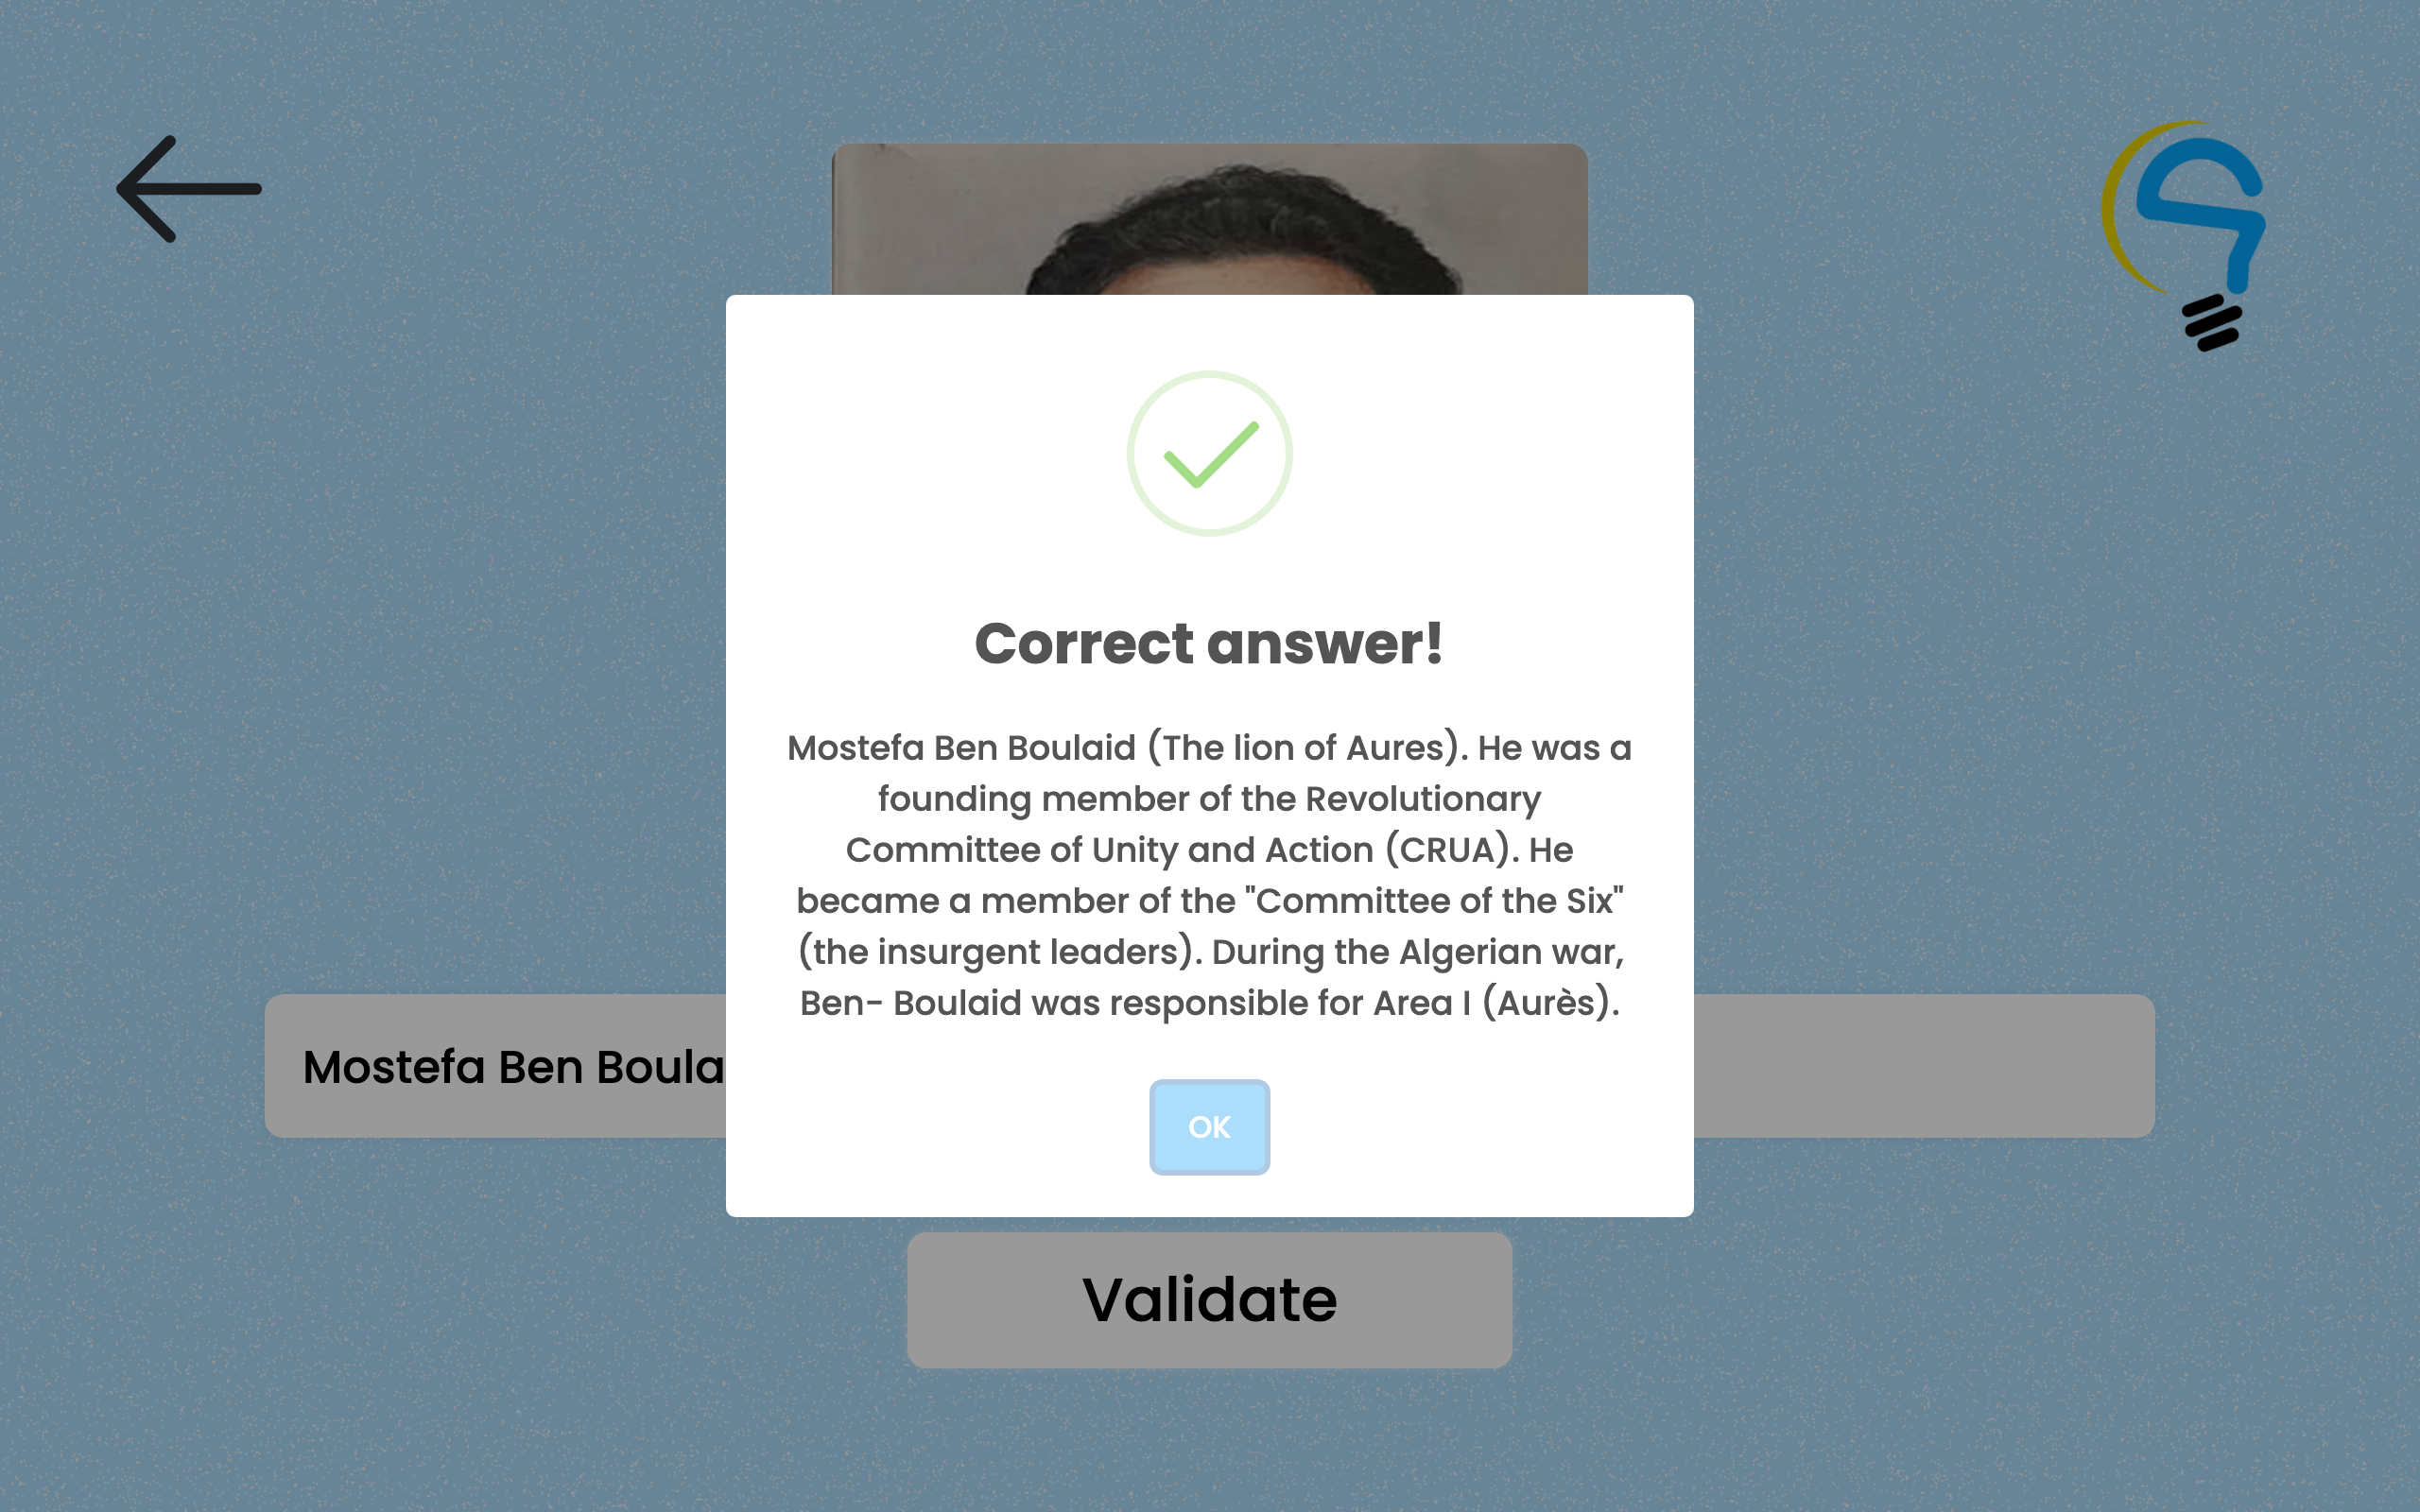 Correct answer!
Mostefa Ben Boulaid (The lion of Aures). He was a
founding member of the Revolutionary
Committee of Unity and Action (CRUA). He
became a member of the "Committee of the Six"
(the insurgent leaders). During the Algerian war,
Ben- Boulaid was responsible for Area I (Aurès).
Mostefa Ben Boula
OK
Validate